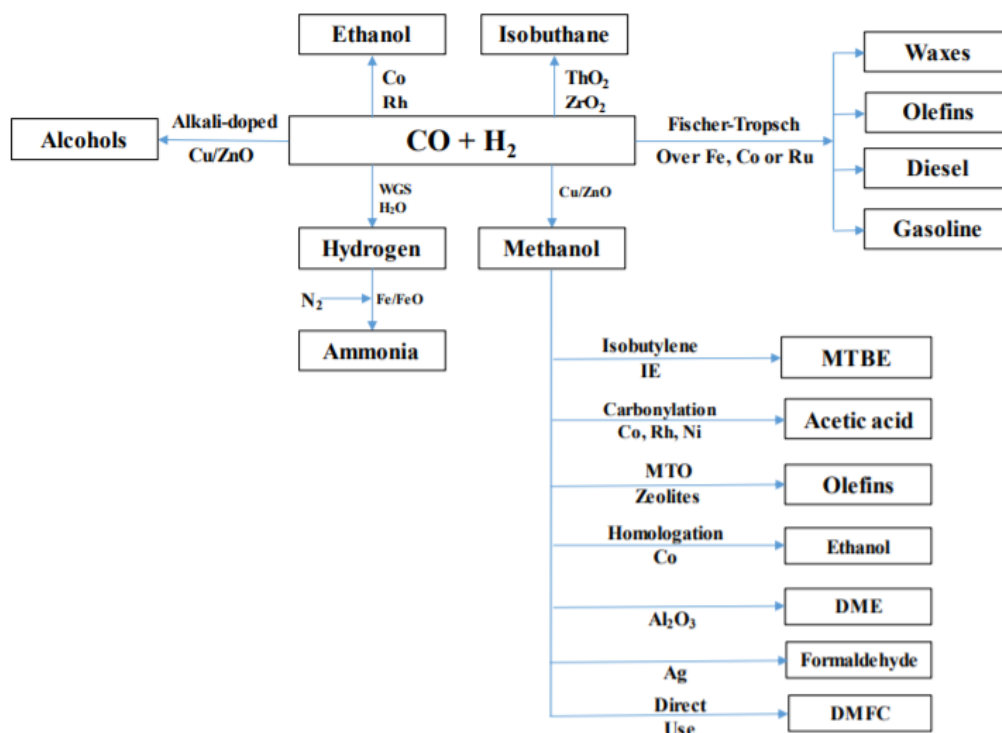 Ethanol
Isobuthane
Waxes
Co
Rh
ThO₂
ZrO₂
Olefins
Alcohols
Alkali-doped
Cu/ZnO
CO + H₂
Fischer-Tropsch
Over Fe, Co or Ru
Diesel
WGS
H₂O
Cu/ZnO
Gasoline
Hydrogen
Methanol
N₂
Fe/FeO
Ammonia
Isobutylene
IE
MTBE
Carbonylation
Co, Rh, Ni
Acetic acid
MTO
Zeolites
Olefins
Homologation
Co
Ethanol
Al₂O₃
DME
Ag
Formaldehyde
Direct
Use
DMFC